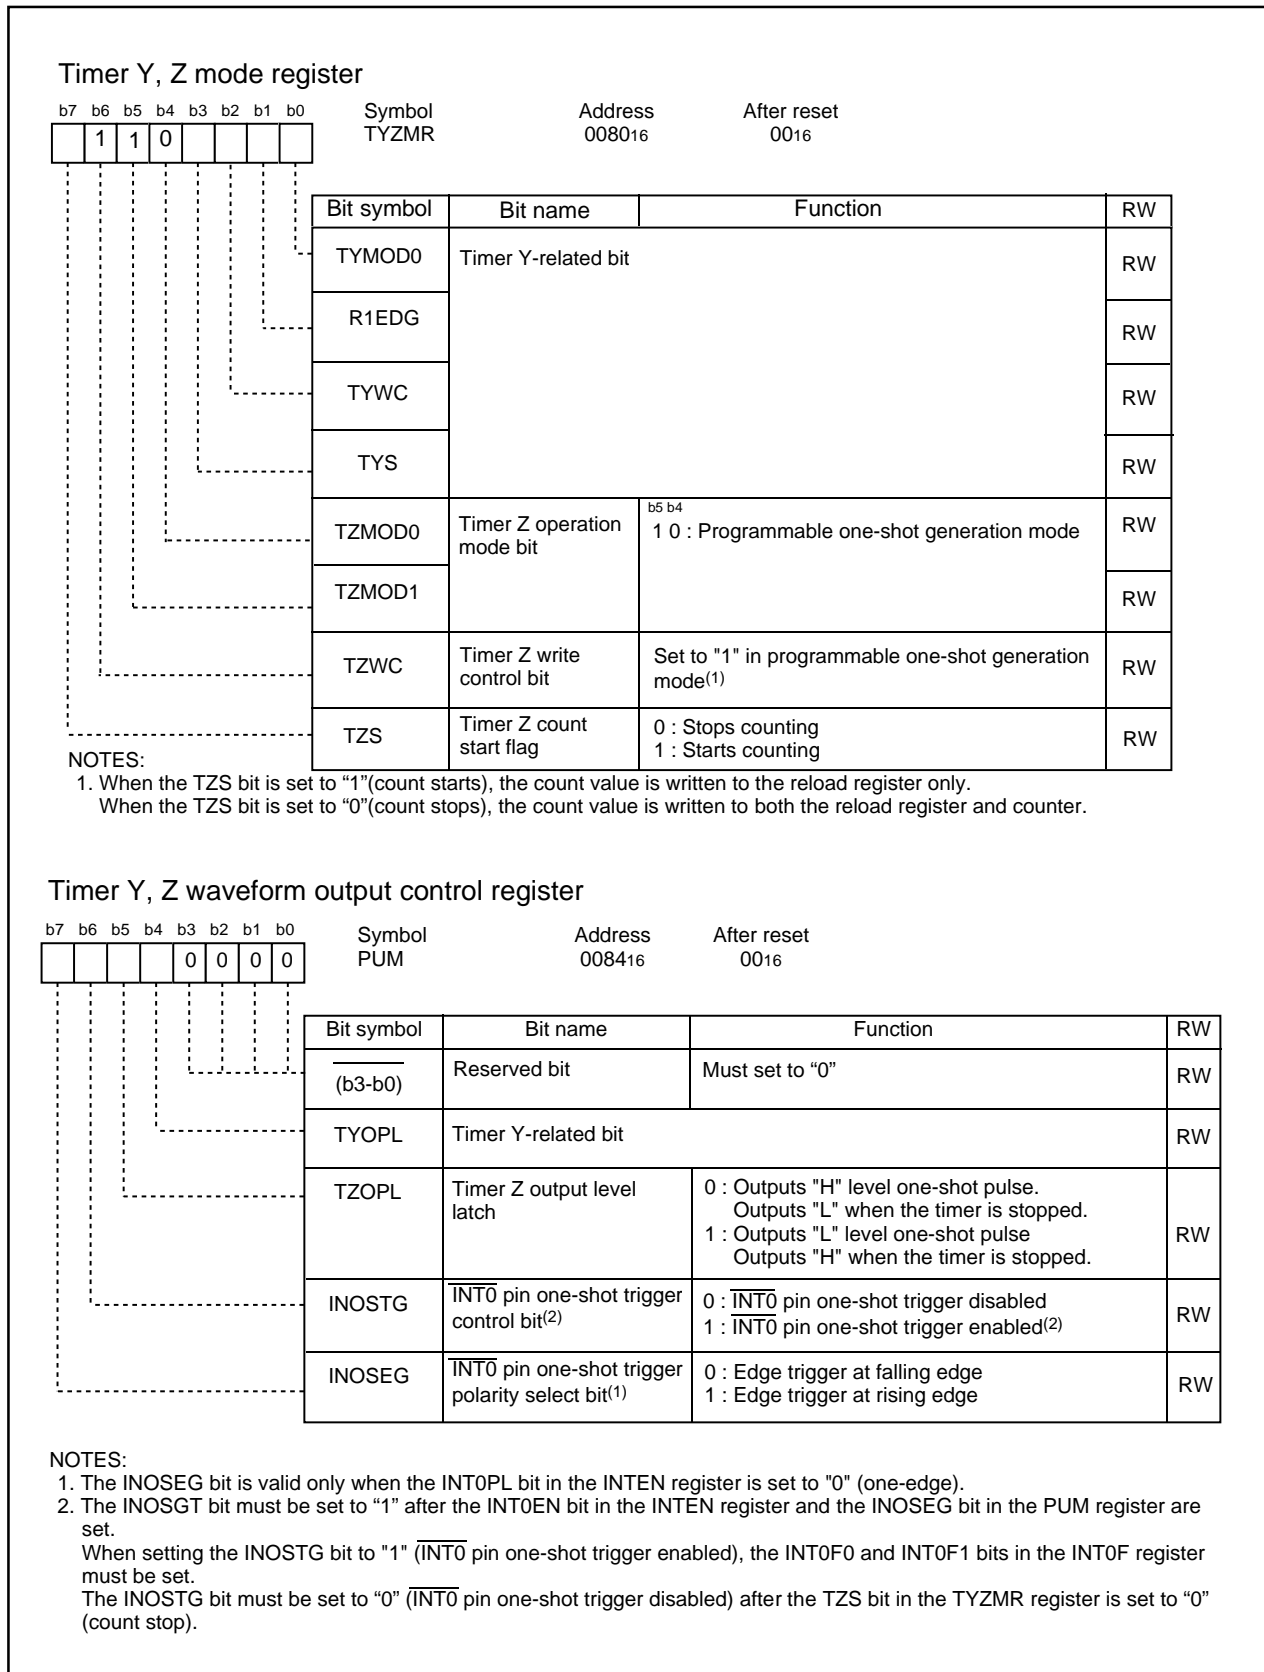 Timer Y, Z mode register
b7 b6 b5 b4 b3 b2 b1 b0
Symbol Address After reset
TYZMR 008016 0016
1 1 0
Bit symbol Bit name Function RW
TYMOD0 Timer Y-related bit RW
R1EDG RW
TYWC RW
TYS RW
TZMOD0 Timer Z operation mode bit b5 b4
1 0 : Programmable one-shot generation mode RW
TZMOD1 RW
TZWC Timer Z write control bit Set to "1" in programmable one-shot generation mode(1) RW
TZS Timer Z count start flag 0 : Stops counting
1 : Starts counting RW
NOTES:
1. When the TZS bit is set to “1”(count starts), the count value is written to the reload register only.
When the TZS bit is set to “0”(count stops), the count value is written to both the reload register and counter.
Timer Y, Z waveform output control register
b7 b6 b5 b4 b3 b2 b1 b0
Symbol Address After reset
PUM 008416 0016
0 0 0 0
Bit symbol Bit name Function RW
(b3-b0) Reserved bit Must set to “0” RW
TYOPL Timer Y-related bit RW
TZOPL Timer Z output level latch 0 : Outputs "H" level one-shot pulse.
Outputs "L" when the timer is stopped.
1 : Outputs "L" level one-shot pulse
Outputs "H" when the timer is stopped. RW
INOSTG INT0 pin one-shot trigger control bit(2) 0 : INT0 pin one-shot trigger disabled
1 : INT0 pin one-shot trigger enabled(2) RW
INOSEG INT0 pin one-shot trigger polarity select bit(1) 0 : Edge trigger at falling edge
1 : Edge trigger at rising edge RW
NOTES:
1. The INOSEG bit is valid only when the INT0PL bit in the INTEN register is set to "0" (one-edge).
2. The INOSGT bit must be set to “1” after the INT0EN bit in the INTEN register and the INOSEG bit in the PUM register are
set.
When setting the INOSTG bit to "1" (INT0 pin one-shot trigger enabled), the INT0F0 and INT0F1 bits in the INT0F register
must be set.
The INOSTG bit must be set to “0” (INT0 pin one-shot trigger disabled) after the TZS bit in the TYZMR register is set to “0”
(count stop).